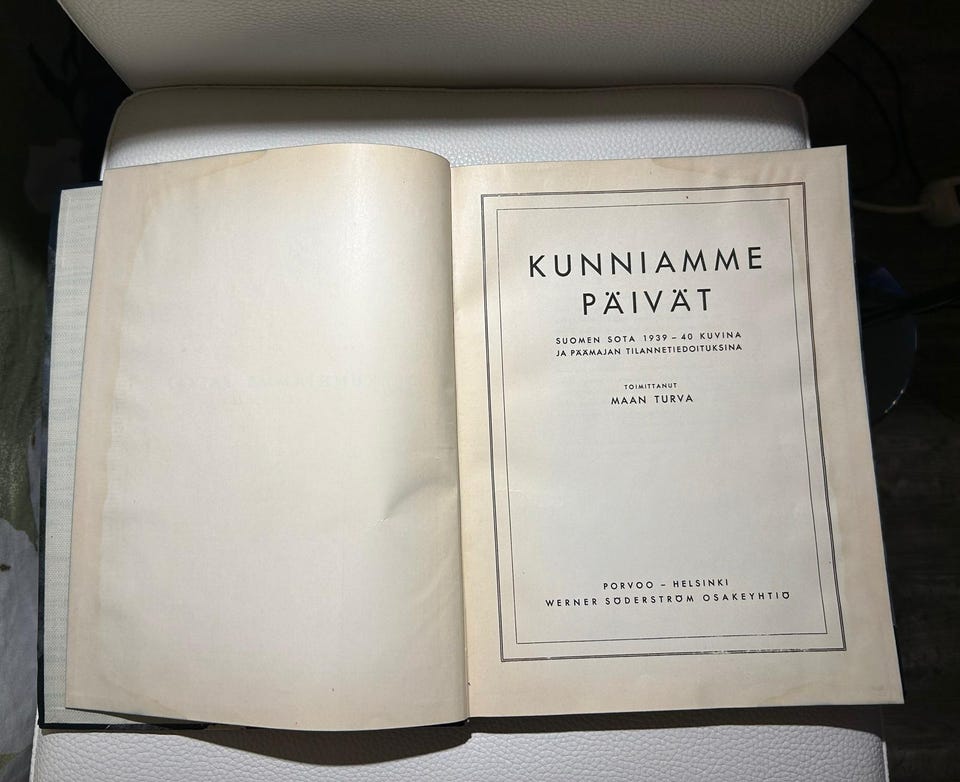 KUNNIAMME
PÄIVÄT
SUOMEN SOTA 1939 – 40 KUVINA
JA PÄÄMAJAN TILANNETIEDOITUKSINA
TOIMITTANUT
MAAN TURVA
PORVOO – HELSINKI
WERNER SÖDERSTRÖM OSAKEYHTIÖ